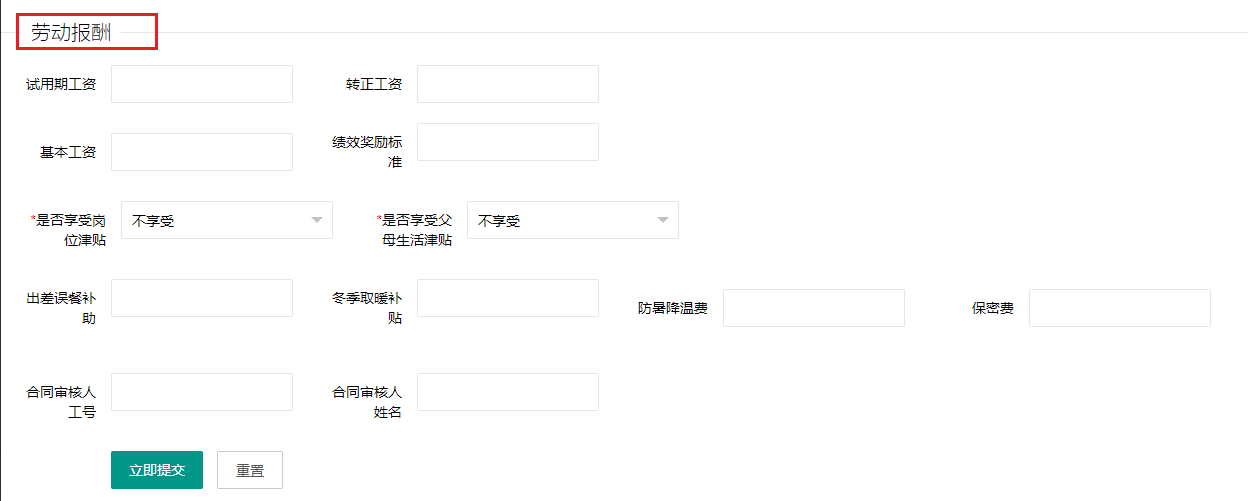 劳动报酬
试用期工资
转正工资
基本工资
绩效奖励标
准
*是否享受岗
位津贴
不享受
*是否享受父
母生活津贴
不享受
出差误餐补
助
冬季取暖补
贴
防暑降温费
保密费
合同审核人
工号
合同审核人
姓名
立即提交
重置